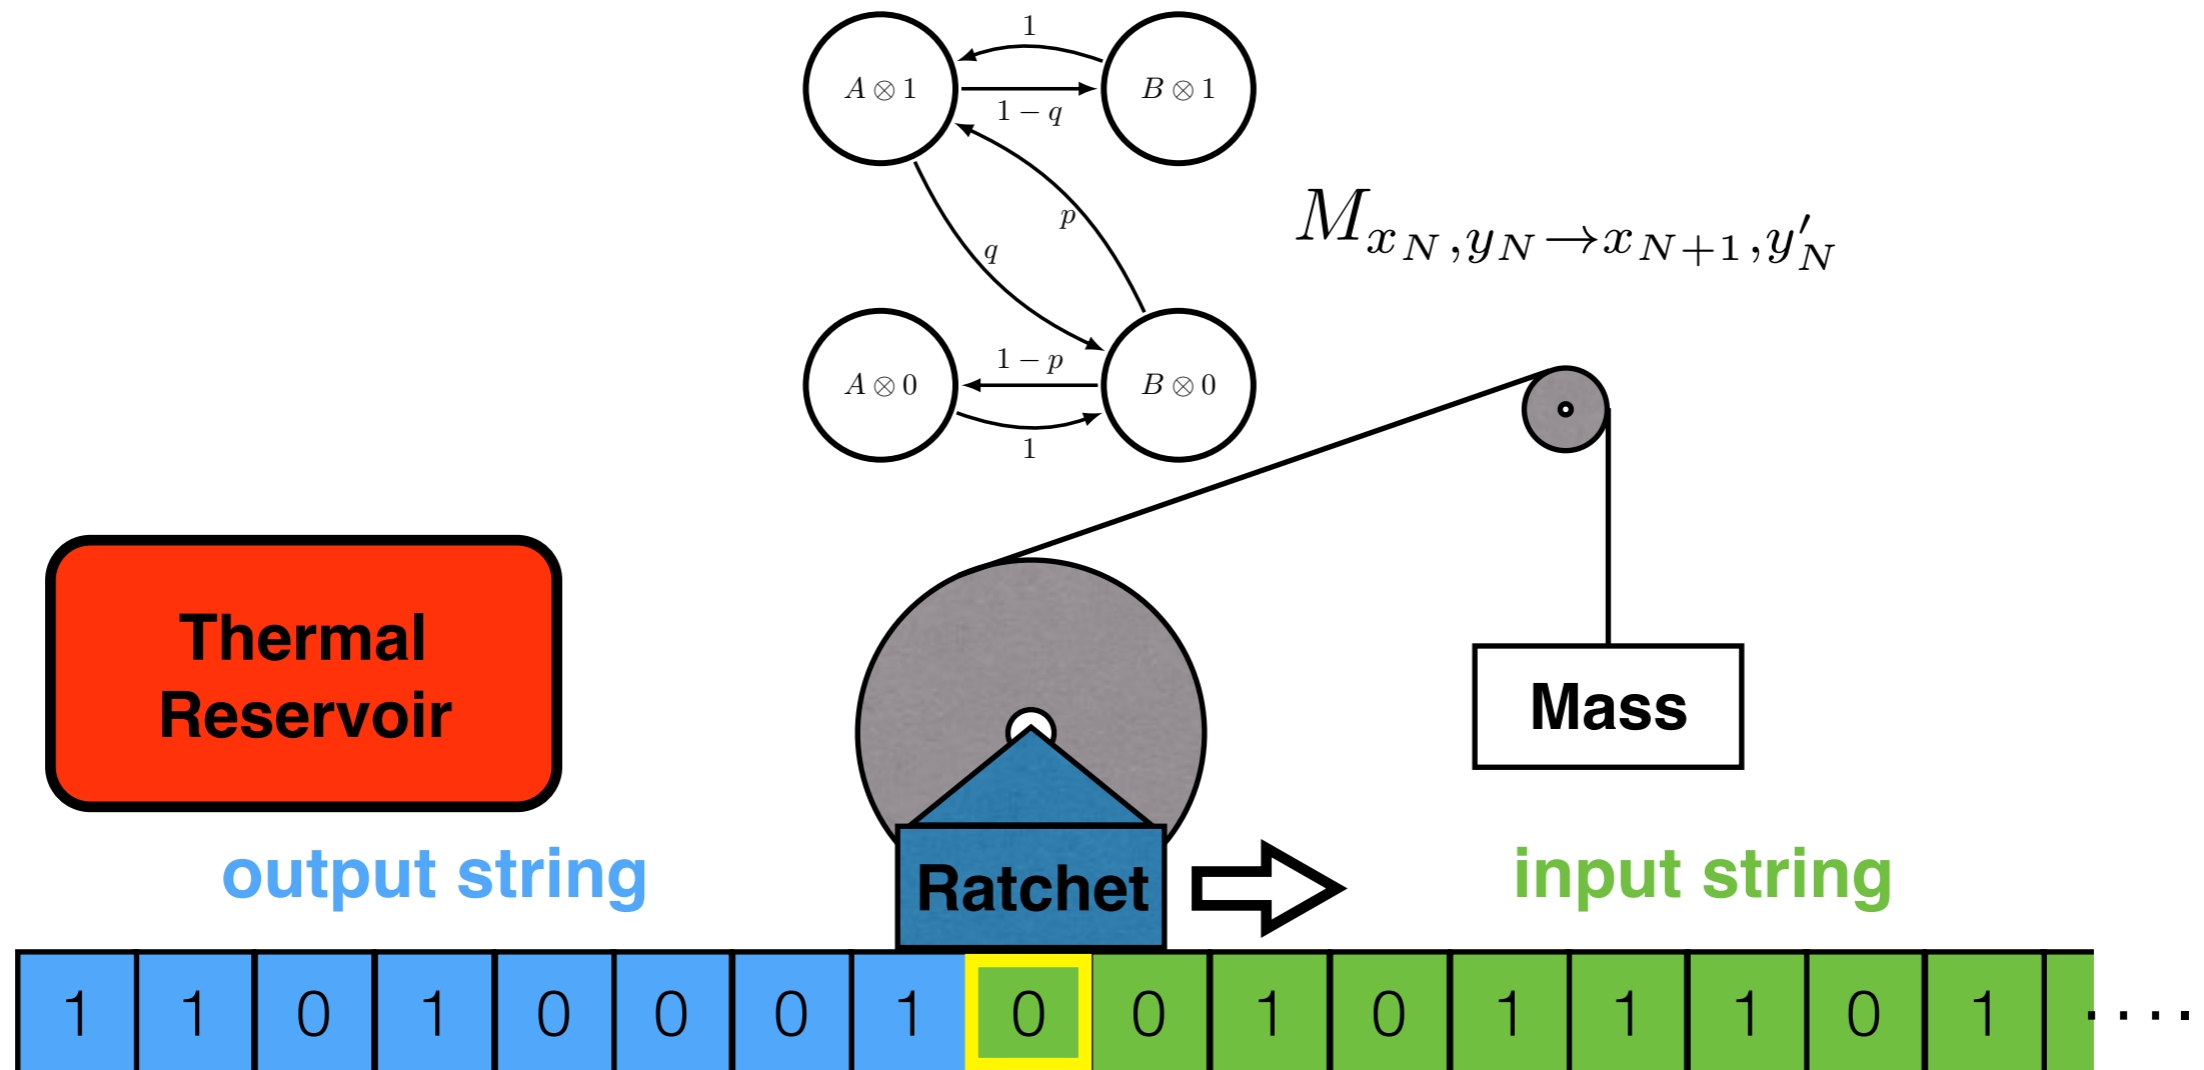 1
A ⊗ 1
B ⊗ 1
1 − q
p
q
M_{x_N, y_N → x_{N+1}, y'_N}
1 − p
A ⊗ 0
B ⊗ 0
1
Thermal
Reservoir
Mass
output string
Ratchet
input string
1 1 0 1 0 0 0 1 0 0 1 0 1 1 1 0 1 ....